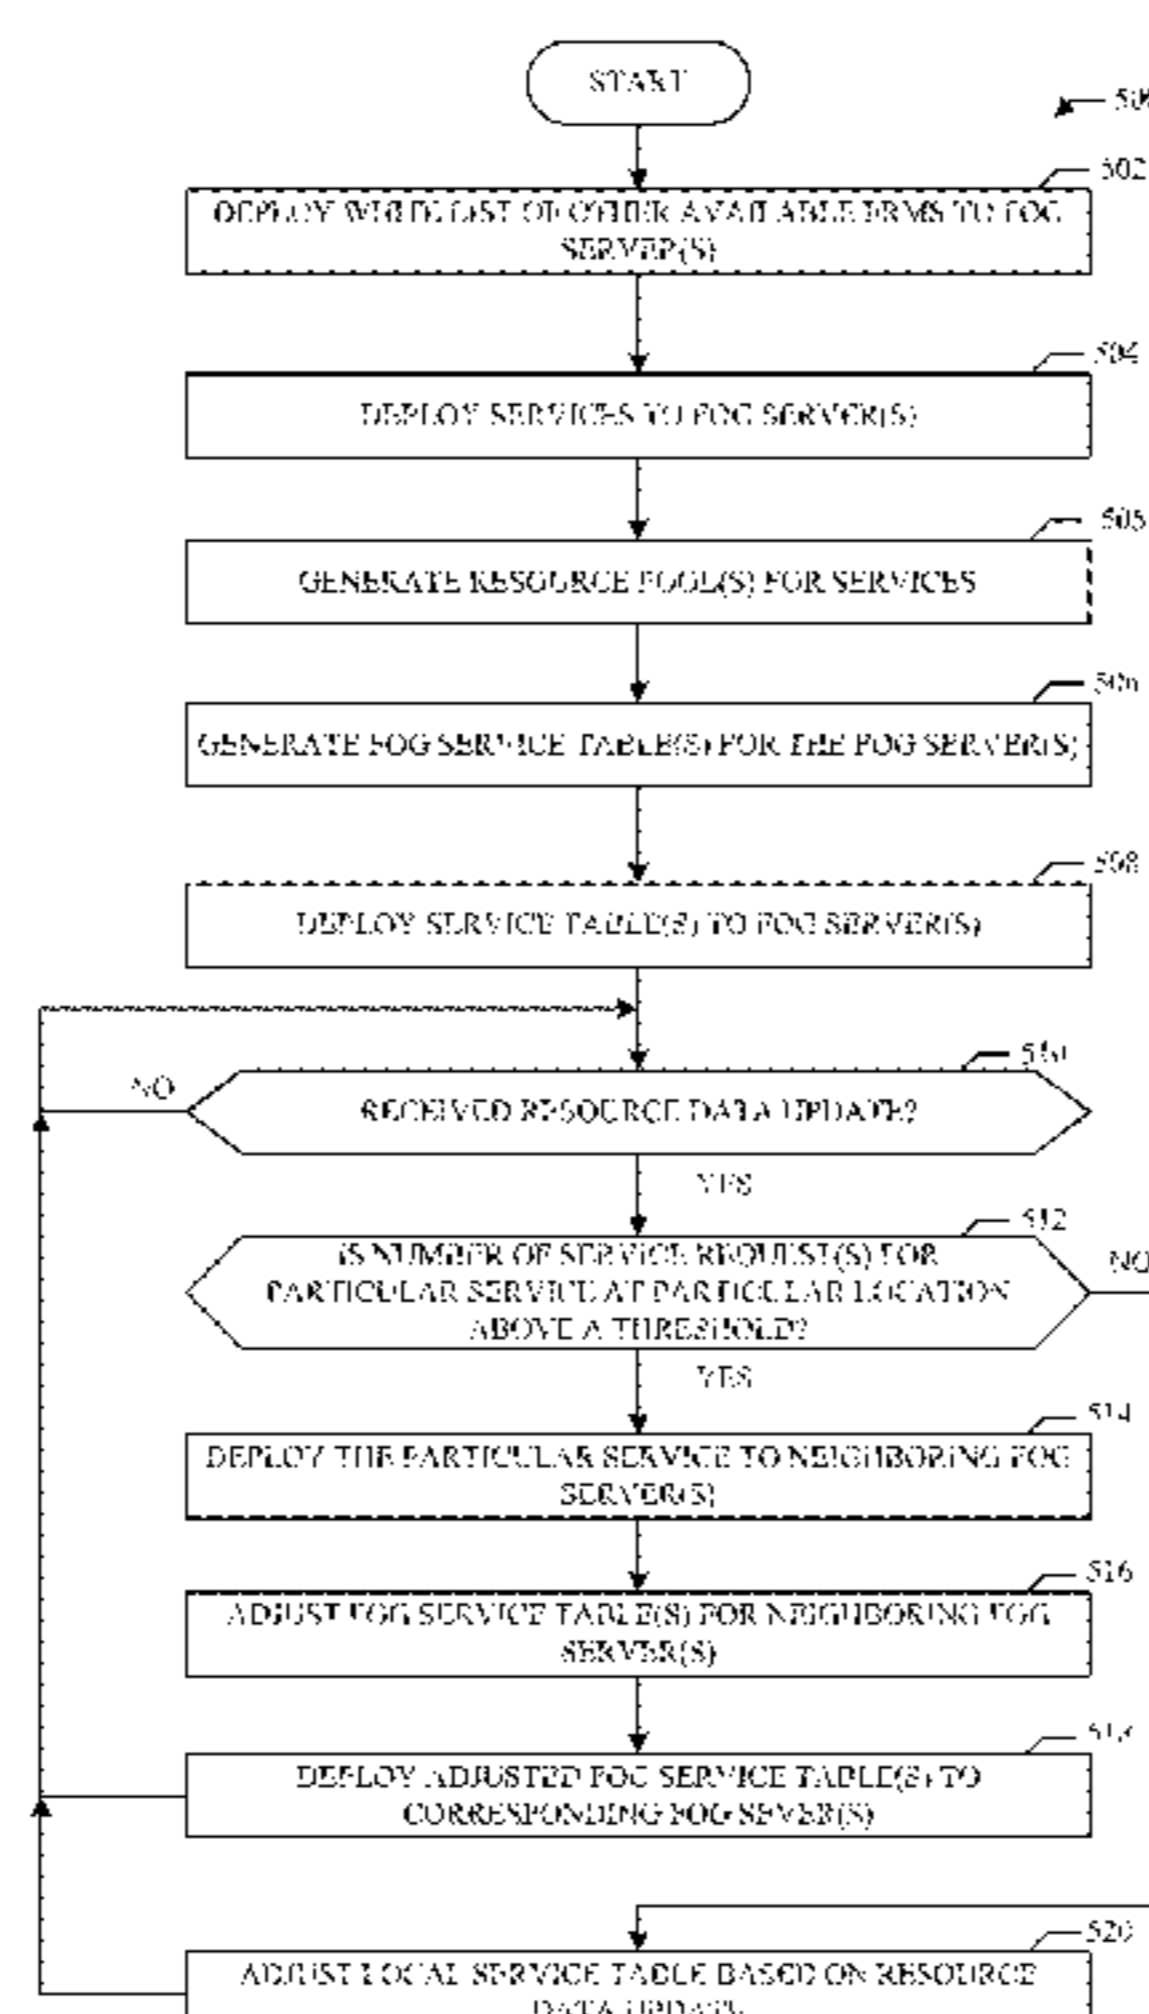 START
502
DEPLOY WHITE LIST OF OTHER AVAILABLE FRMS TO FOG
SERVER(S)
504
DEPLOY SERVICES TO FOG SERVER(S)
505
GENERATE RESOURCE POOL(S) FOR SERVICES
506
GENERATE FOG SERVICE TABLE(S) FOR THE FOG SERVER(S)
508
DEPLOY SERVICE TABLE(S) TO FOG SERVER(S)
510
NO
RECEIVED RESOURCE DATA UPDATE?
YES
512
IS NUMBER OF SERVICE REQUEST(S) FOR
NO
PARTICULAR SERVICE AT PARTICULAR LOCATION
ABOVE A THRESHOLD?
YES
514
DEPLOY THE PARTICULAR SERVICE TO NEIGHBORING FOG
SERVER(S)
516
ADJUST FOG SERVICE TABLE(S) FOR NEIGHBORING FOG
SERVER(S)
518
DEPLOY ADJUSTED FOG SERVICE TABLE(S) TO
CORRESPONDING FOG SEVER(S)
520
ADJUST LOCAL SERVICE TABLE BASED ON RESOURCE
DATA UPDATE